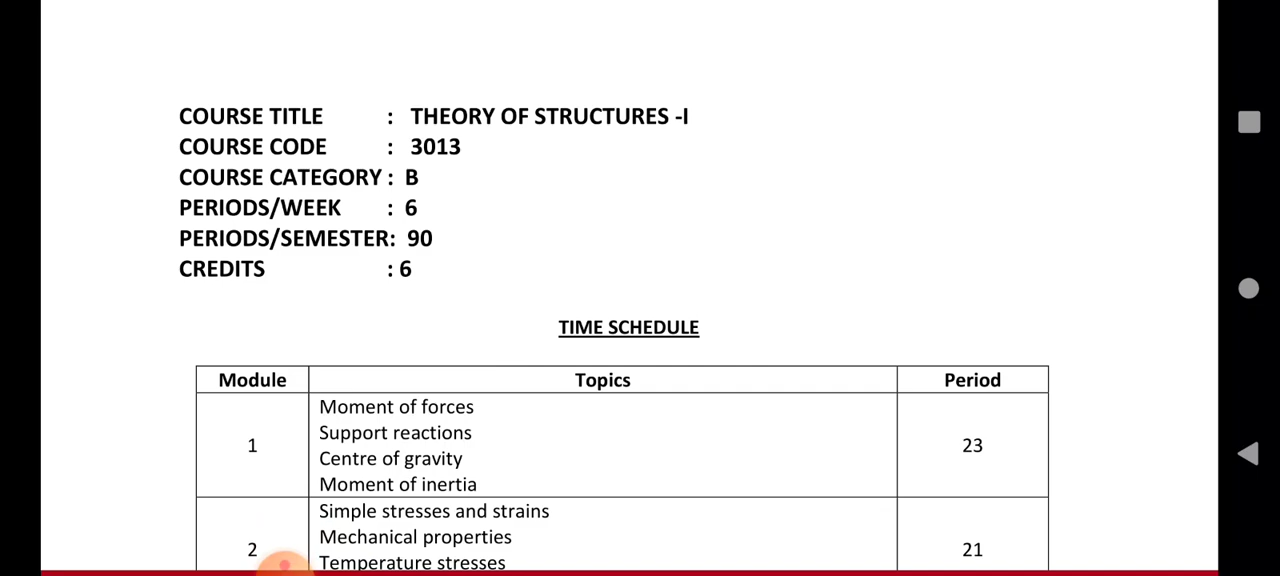 COURSE TITLE : THEORY OF STRUCTURES -I
COURSE CODE : 3013
COURSE CATEGORY : B
PERIODS/WEEK : 6
PERIODS/SEMESTER: 90
CREDITS : 6
TIME SCHEDULE
Module Topics Period
Moment of forces
Support reactions
1 23
Centre of gravity
Moment of inertia
Simple stresses and strains
Mechanical properties
2 21
Temperature stresses